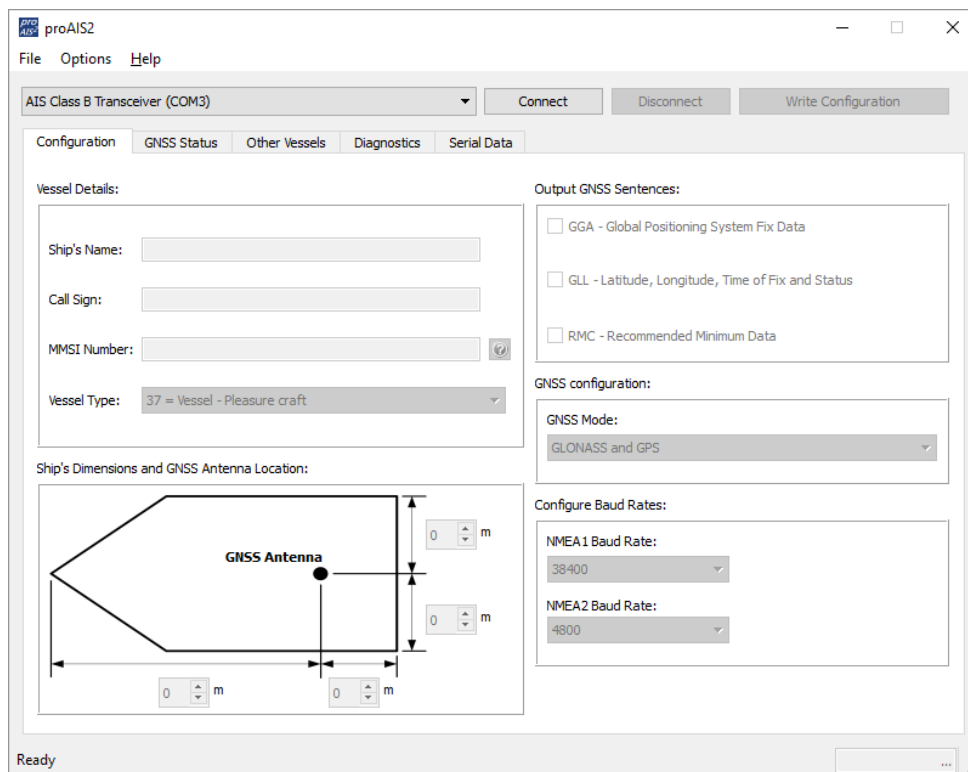 pro AIS² proAIS2
File Options Help
AIS Class B Transceiver (COM3) Connect Disconnect Write Configuration
Configuration GNSS Status Other Vessels Diagnostics Serial Data
Vessel Details:
Ship's Name:
Call Sign:
MMSI Number: ?
Vessel Type: 37 = Vessel - Pleasure craft
Ship's Dimensions and GNSS Antenna Location:
GNSS Antenna
0 m
0 m
0 m 0 m
Output GNSS Sentences:
GGA - Global Positioning System Fix Data
GLL - Latitude, Longitude, Time of Fix and Status
RMC - Recommended Minimum Data
GNSS configuration:
GNSS Mode:
GLONASS and GPS
Configure Baud Rates:
NMEA1 Baud Rate:
38400
NMEA2 Baud Rate:
4800
Ready ...